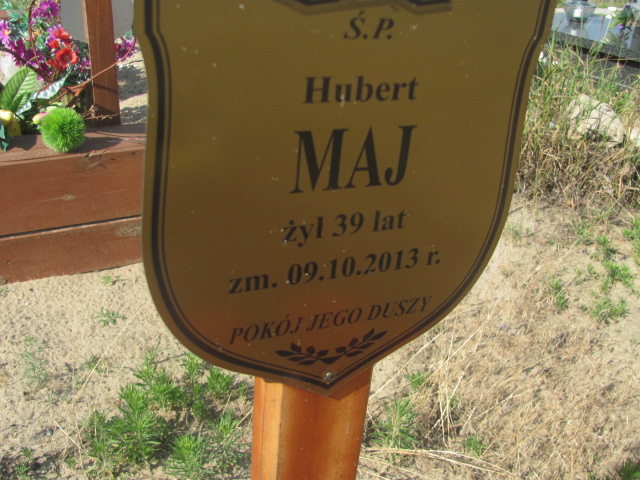 Ś.P.
Hubert
MAJ
żył 39 lat
zm. 09.10.2013 r.
POKÓJ JEGO DUSZY